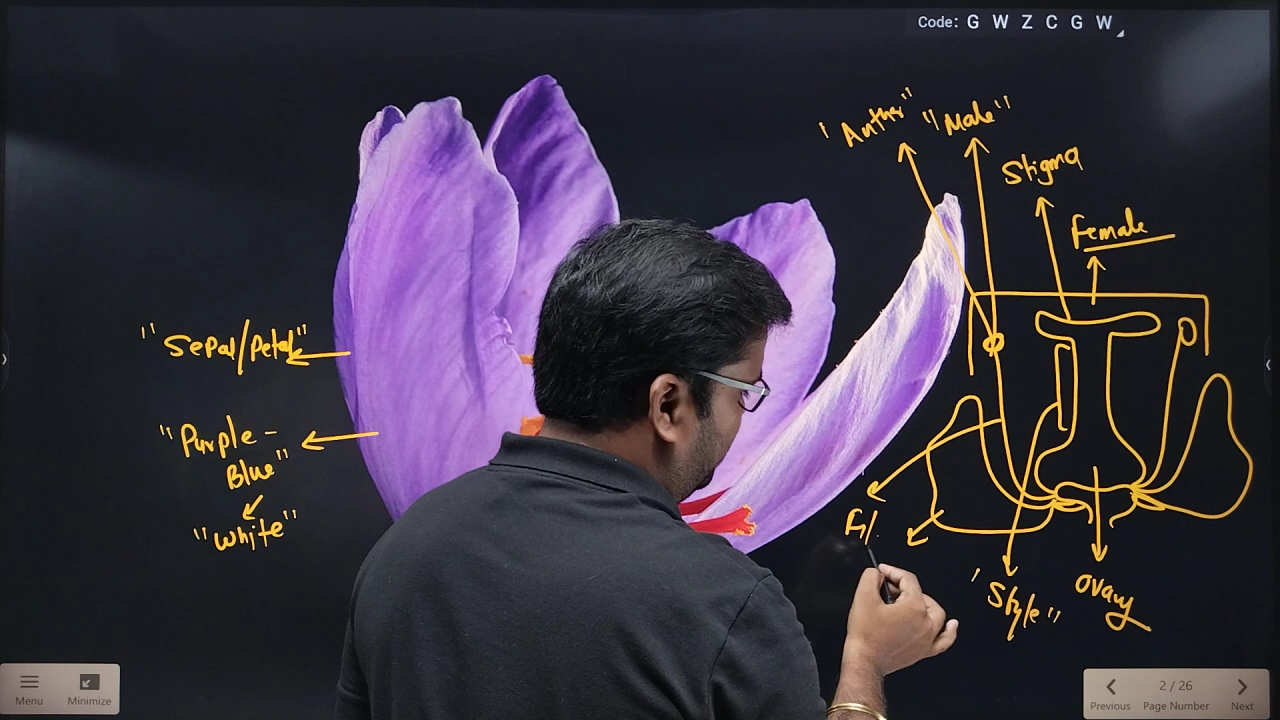 Code: G W Z C G W
"Anther"
"Male"
Stigma
Female
"Sepal/Petal"
"Purple -
Blue"
"White"
Fil
"Style"
Ovary
Menu
Minimize
2 / 26
Previous
Page Number
Next